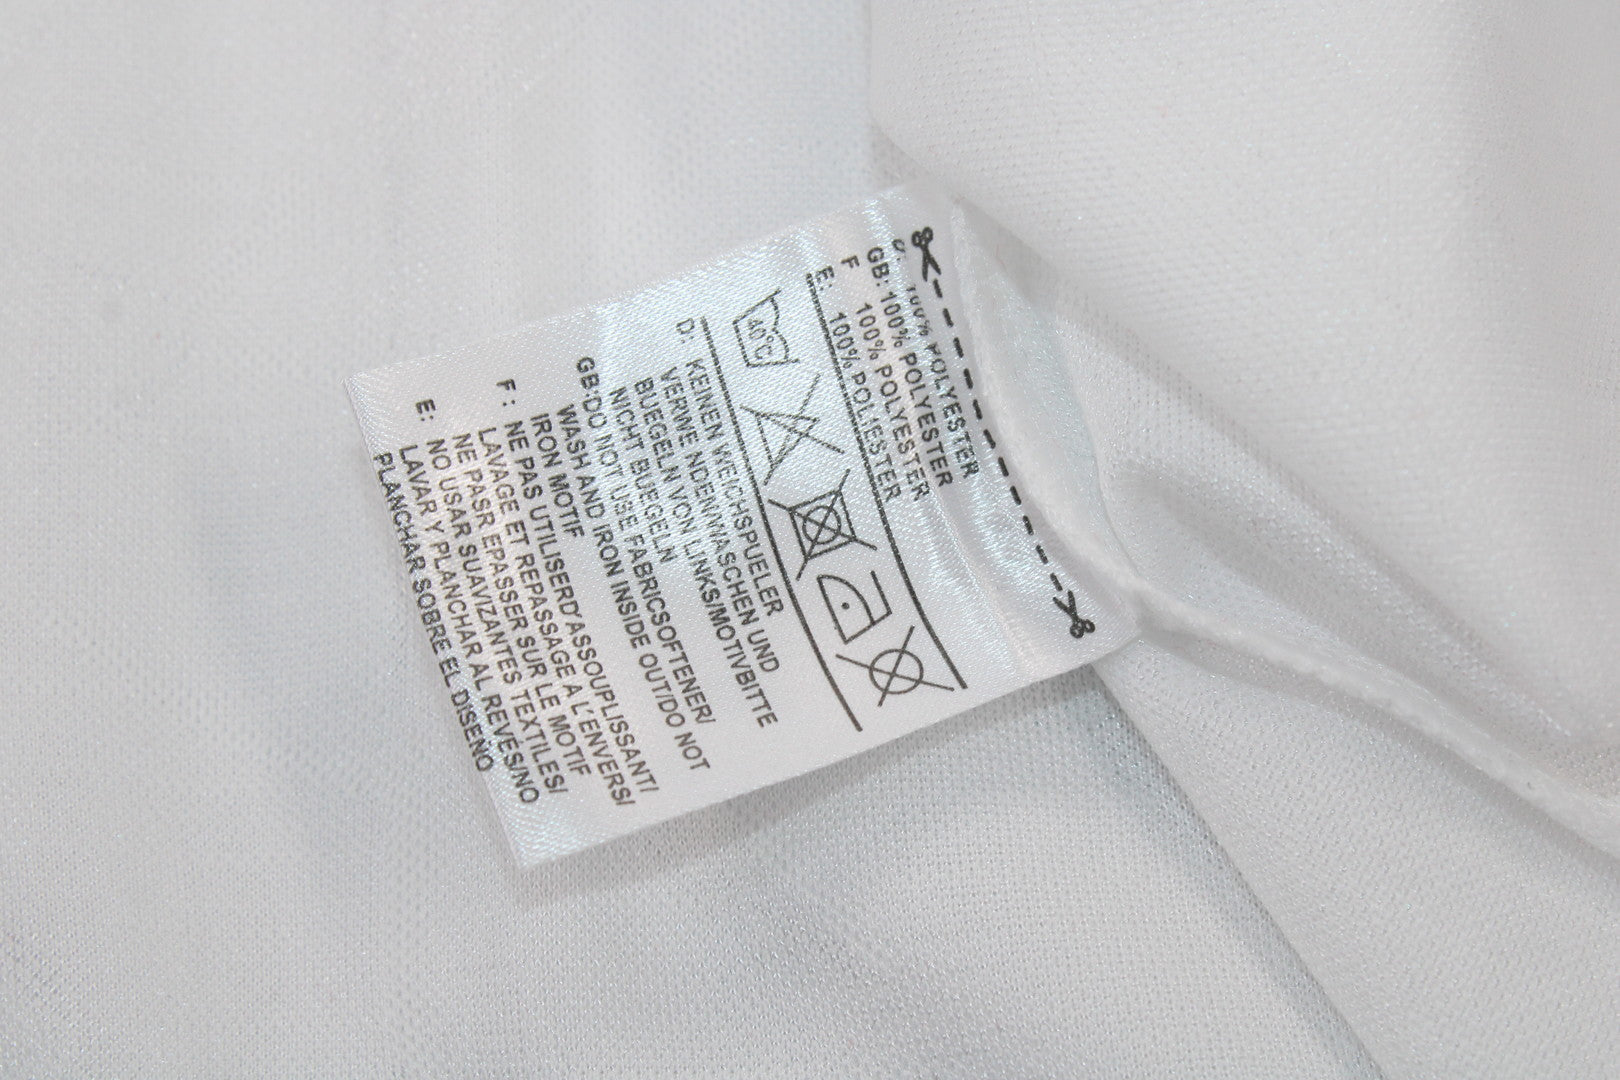 D: 100% POLYESTER
GB: 100% POLYESTER
F 100% POLYESTER
E: 100% POLIESTER
40°C
D: KEINEN WEICHSPUELER
VERWE NDEN/WASCHEN UND
BUEGELN VON LINKS/MOTIVBITTE
NICHT BUEGELN
GB:DO NOT USE FABRICSOFTENER/
WASH AND IRON INSIDE OUT/DO NOT
IRON MOTIF
F: NE PAS UTILISERD'ASSOUPLISSANT/
LAVAGE ET REPASSAGE A L'ENVERS/
NE PASR EPASSER SUR LE MOTIF
E: NO USAR SUAVIZANTES TEXTILES/
LAVAR Y PLANCHAR AL REVÉS/NO
PLANCHAR SOBRE EL DISENO